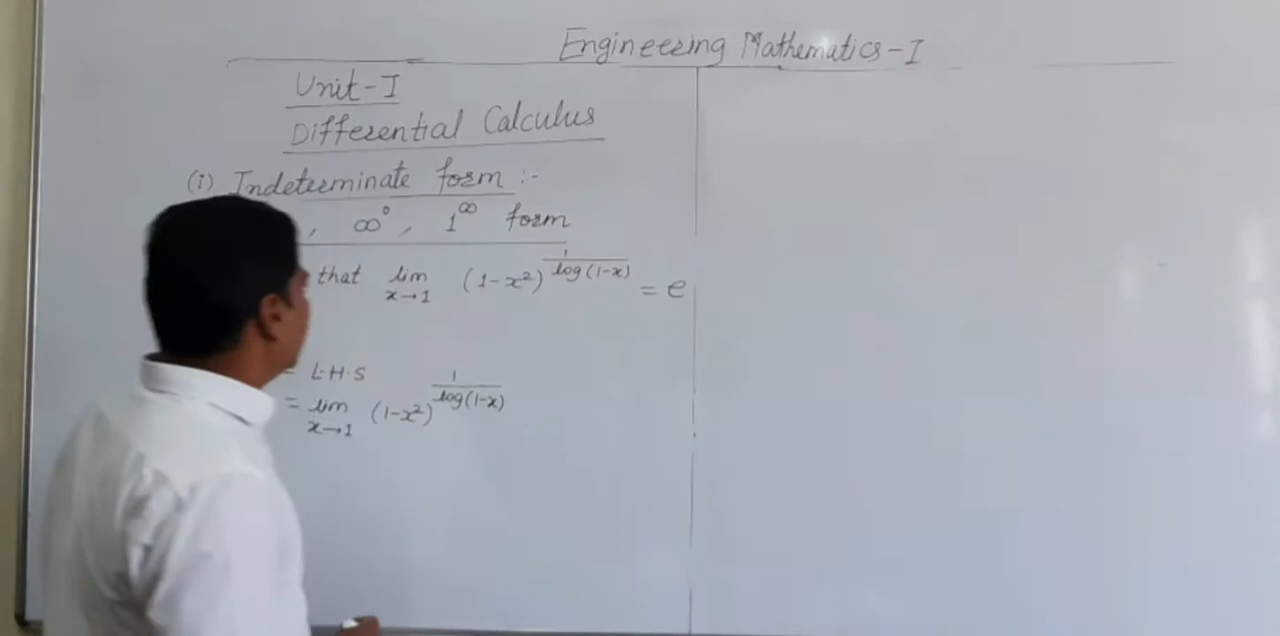 Engineering Mathematics-I
Unit-I
Differential Calculus
(i) Indeterminate form :-
, ∞⁰, 1^∞ form
that lim x→1 (1-x²)^(1/log(1-x)) = e
= L.H.S
= lim x→1 (1-x²)^(1/log(1-x))